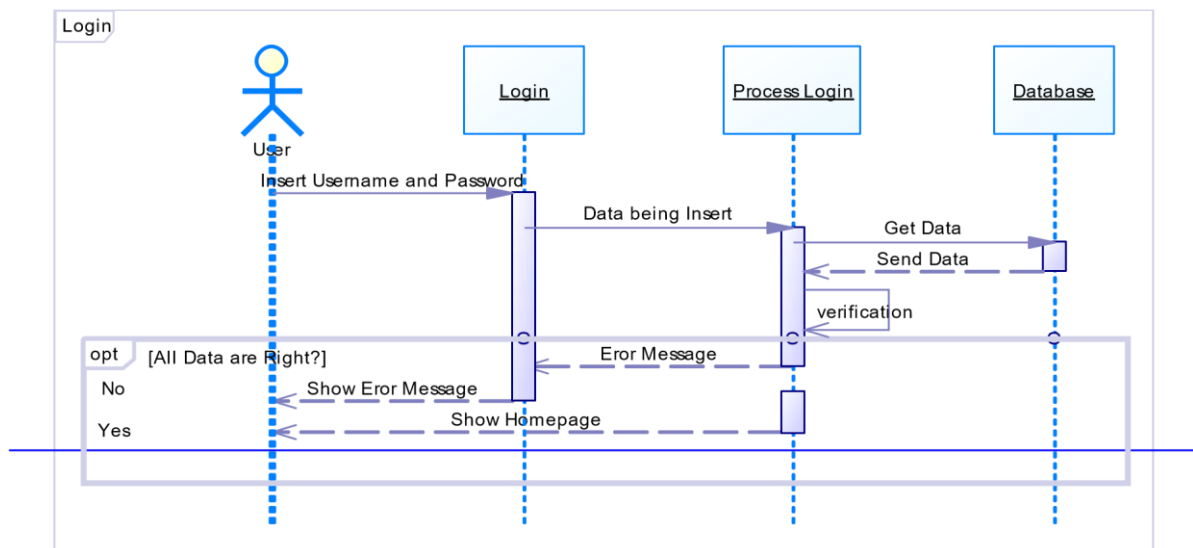 Login
Login
Process Login
Database
User
Insert Username and Password
Data being Insert
Get Data
Send Data
verification
opt
[All Data are Right?]
Eror Message
No
Show Eror Message
Yes
Show Homepage